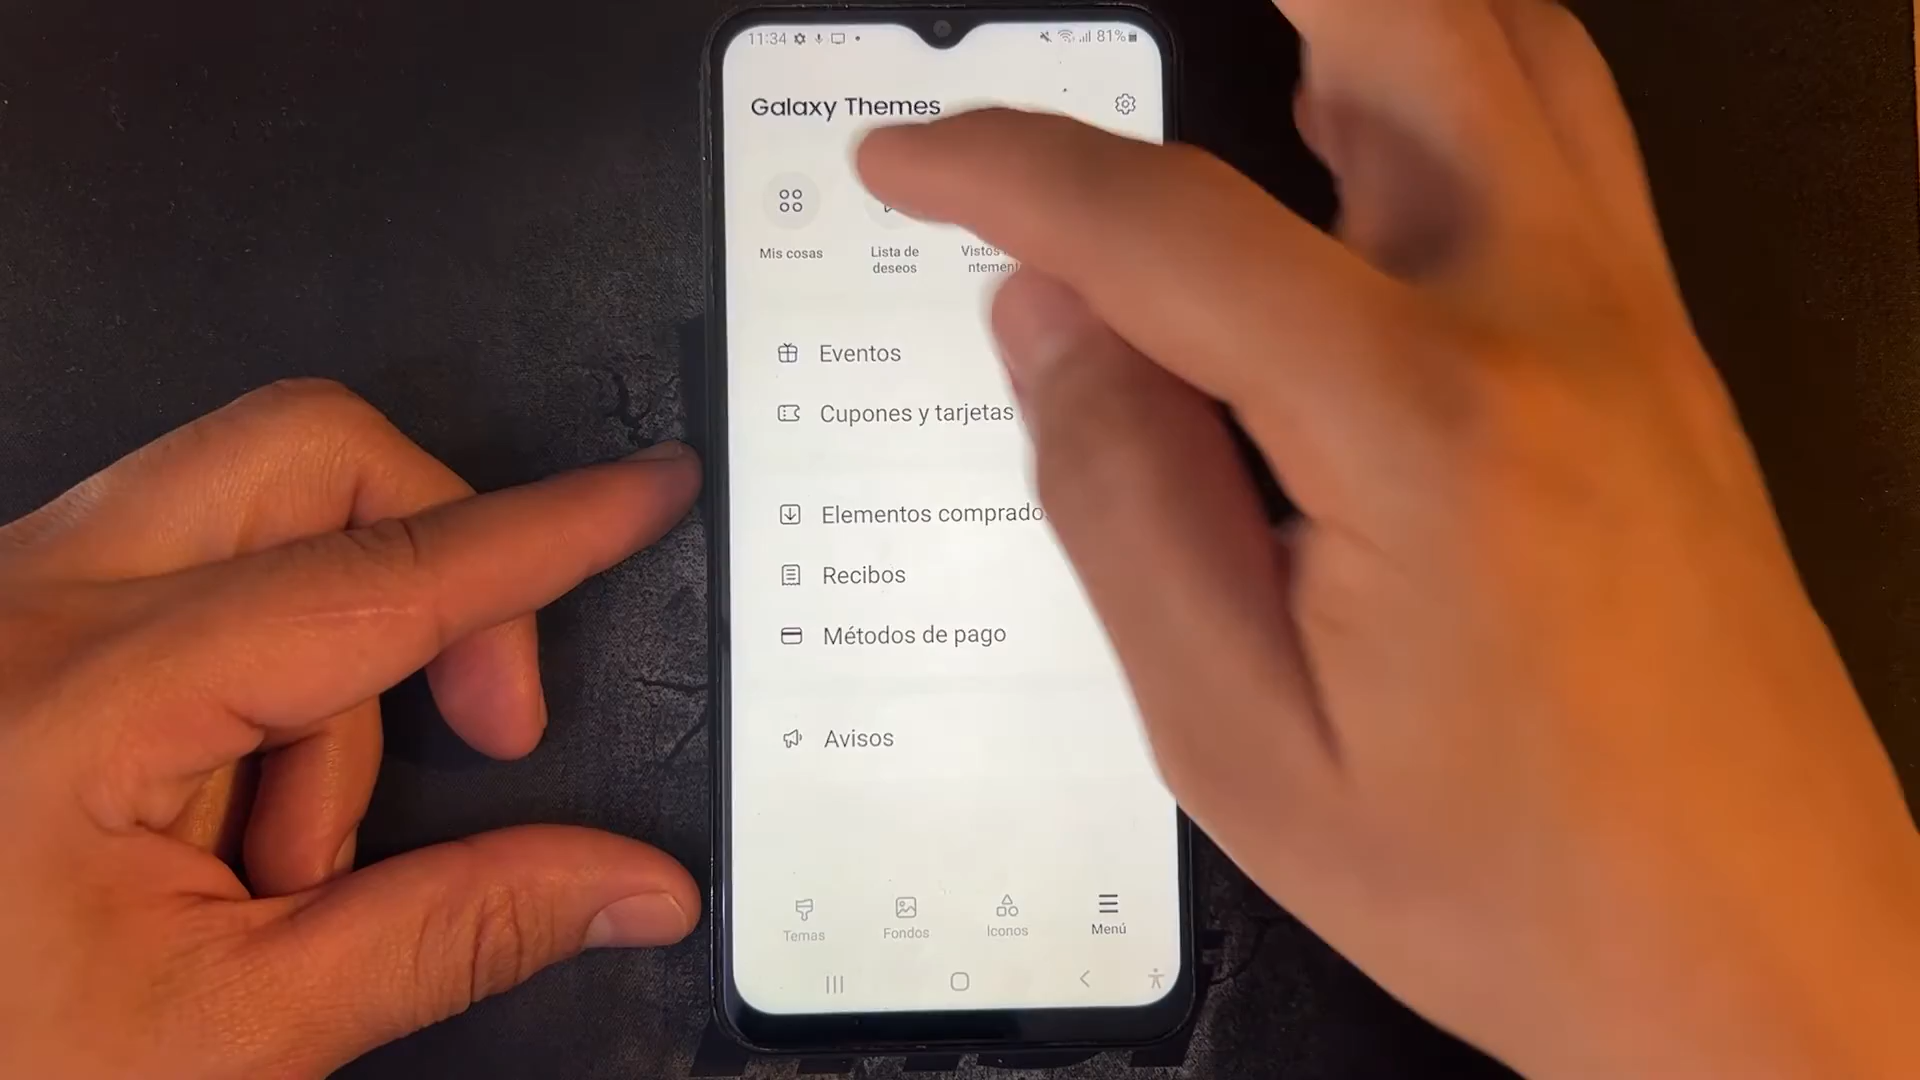 11:34
81%
Galaxy Themes
Mis cosas
Lista de
deseos
Vistos
Eventos
Cupones y tarjetas
Elementos
Recibos
Métodos de pago
Avisos
Temas
Fondos
Iconos
Menú